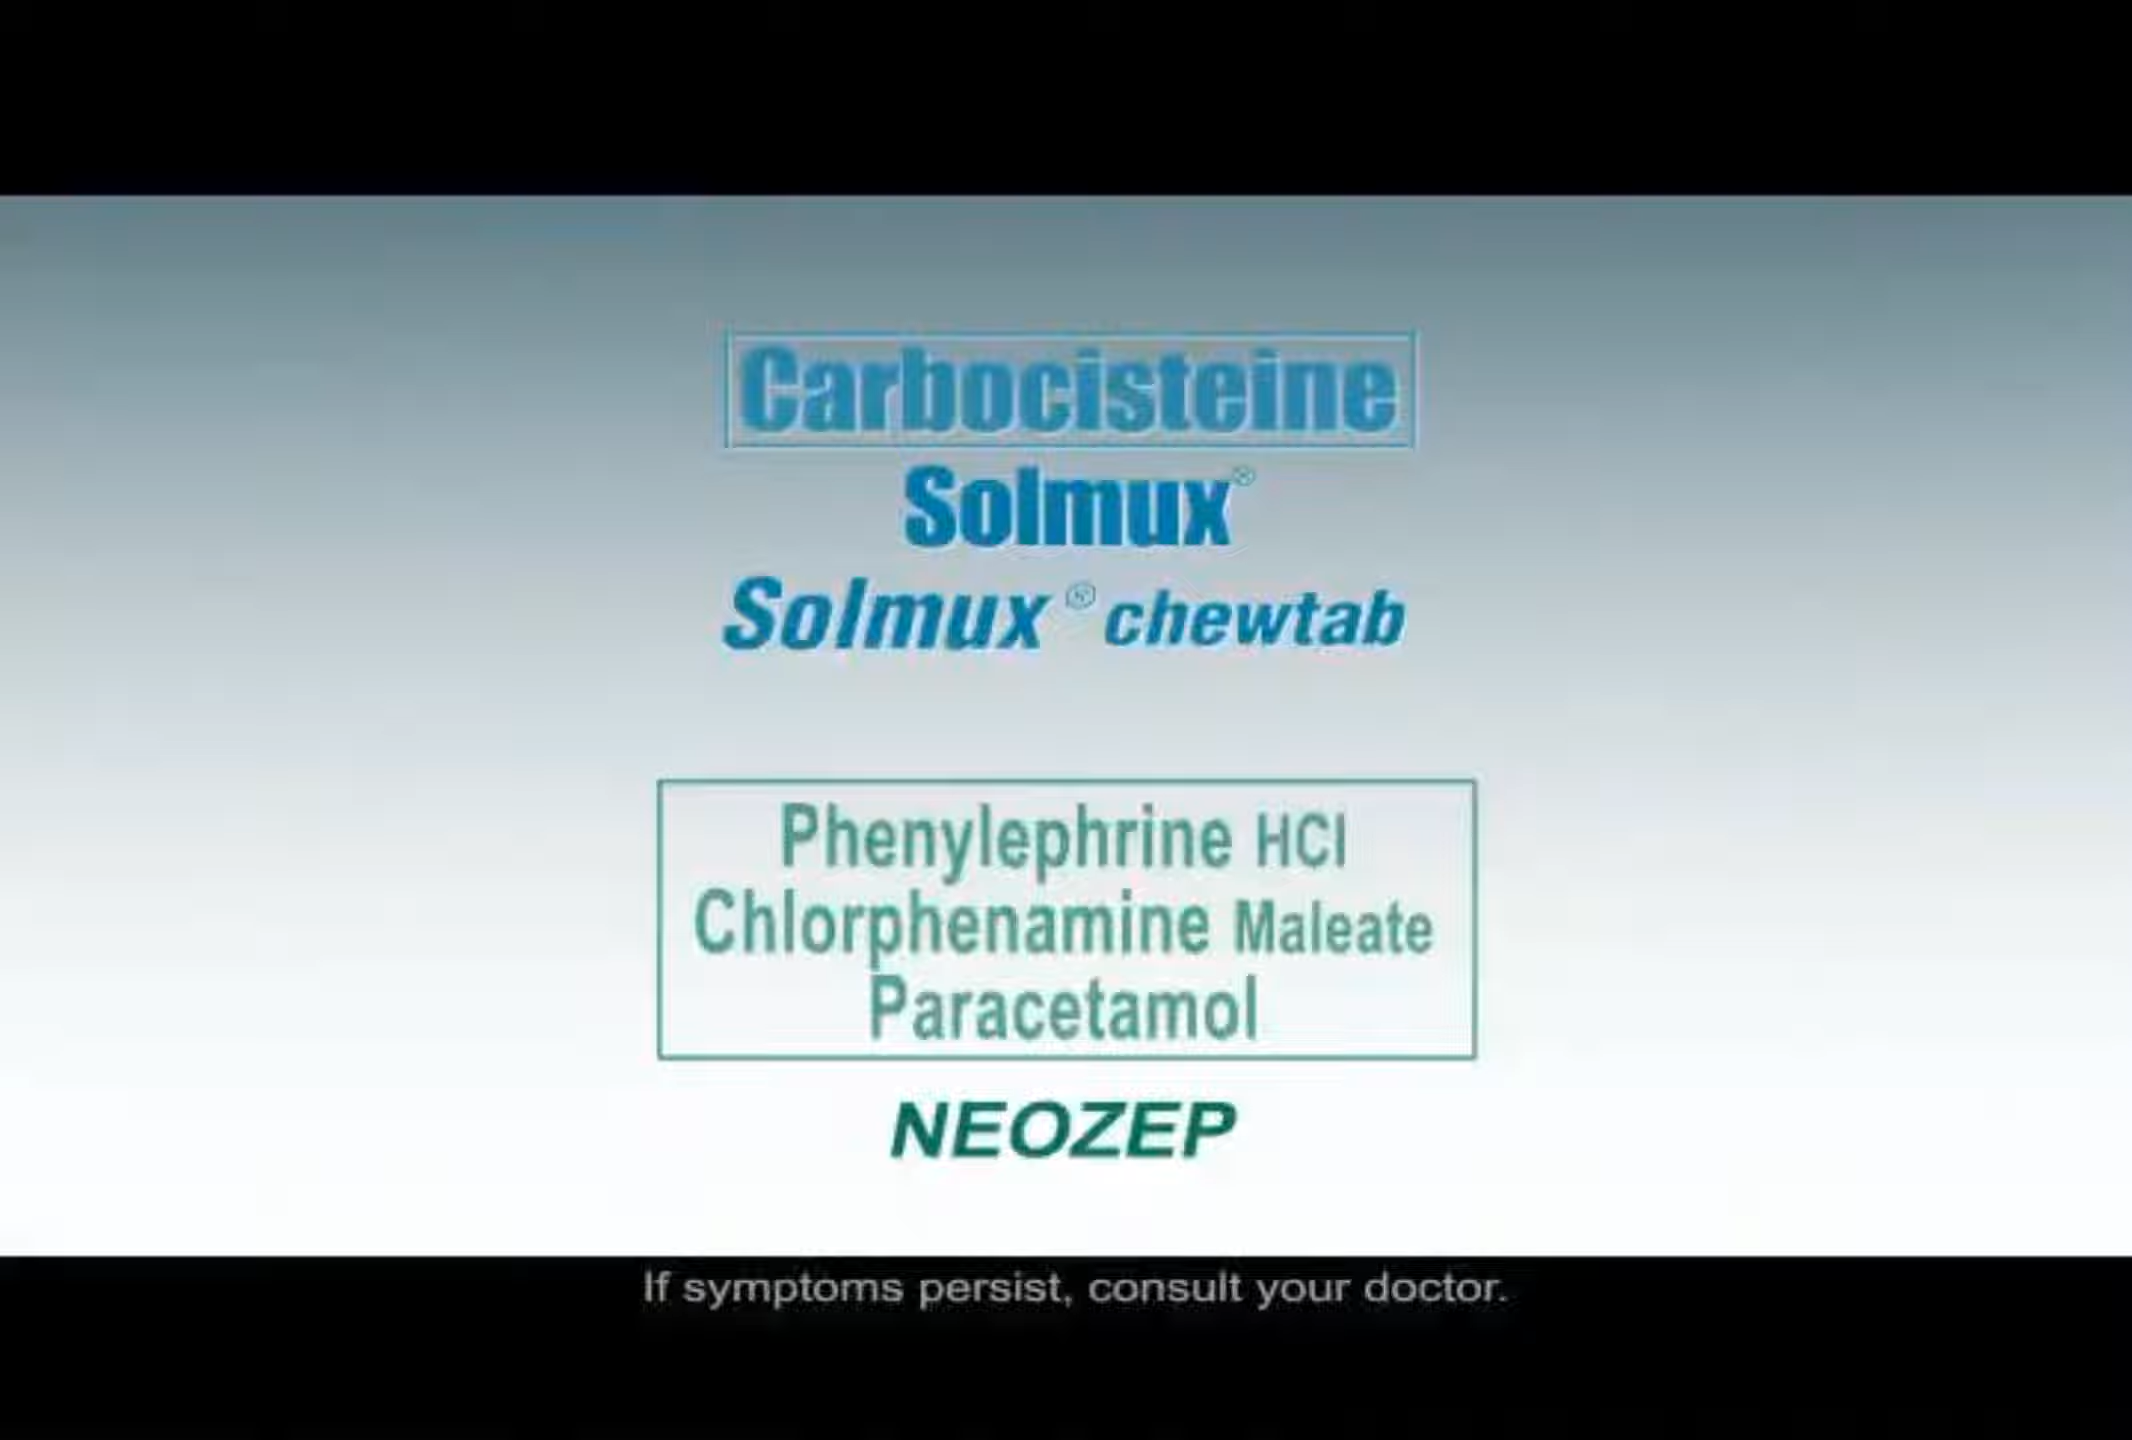 Carbocisteine
Solmux®
Solmux® chewtab
Phenylephrine HCl
Chlorphenamine Maleate
Paracetamol
NEOZEP
If symptoms persist, consult your doctor.